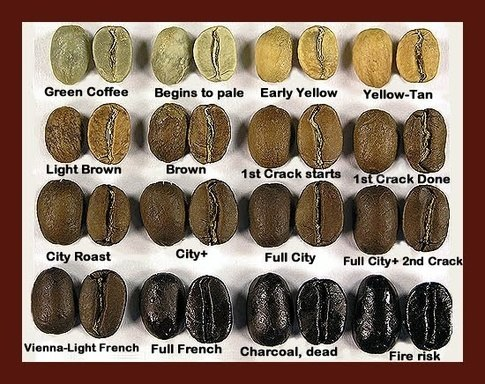 Green Coffee
Begins to pale
Early Yellow
Yellow-Tan
Light Brown
Brown
1st Crack starts
1st Crack Done
City Roast
City+
Full City
Full City+ 2nd Crack
Vienna-Light French
Full French
Charcoal, dead
Fire risk